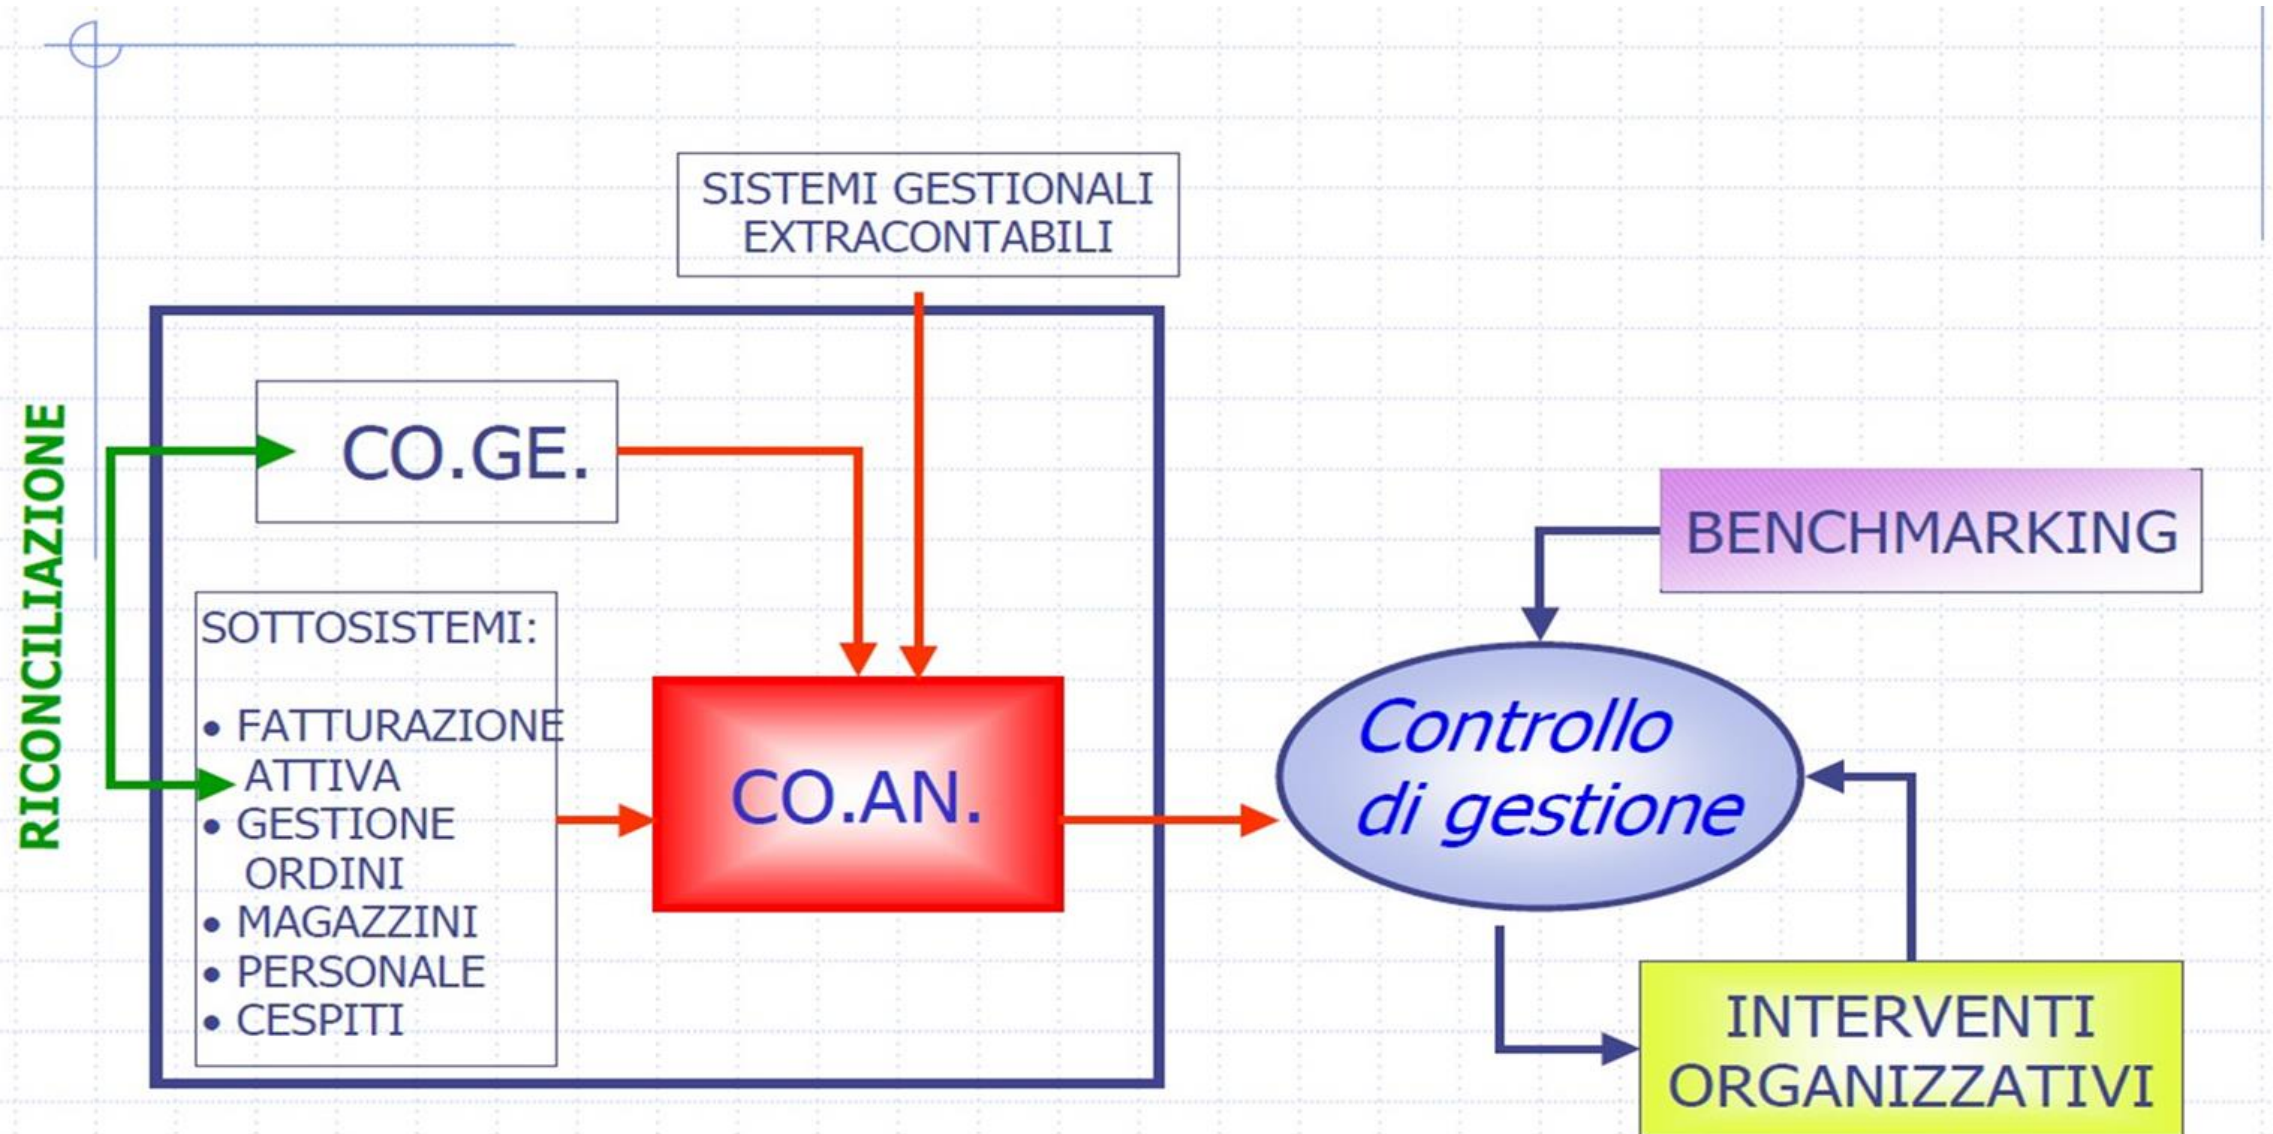 SISTEMI GESTIONALI
EXTRACONTABILI
RICONCILIAZIONE
CO.GE.
SOTTOSISTEMI:
• FATTURAZIONE
ATTIVA
• GESTIONE
ORDINI
• MAGAZZINI
• PERSONALE
• CESPITI
CO.AN.
BENCHMARKING
Controllo
di gestione
INTERVENTI
ORGANIZZATIVI